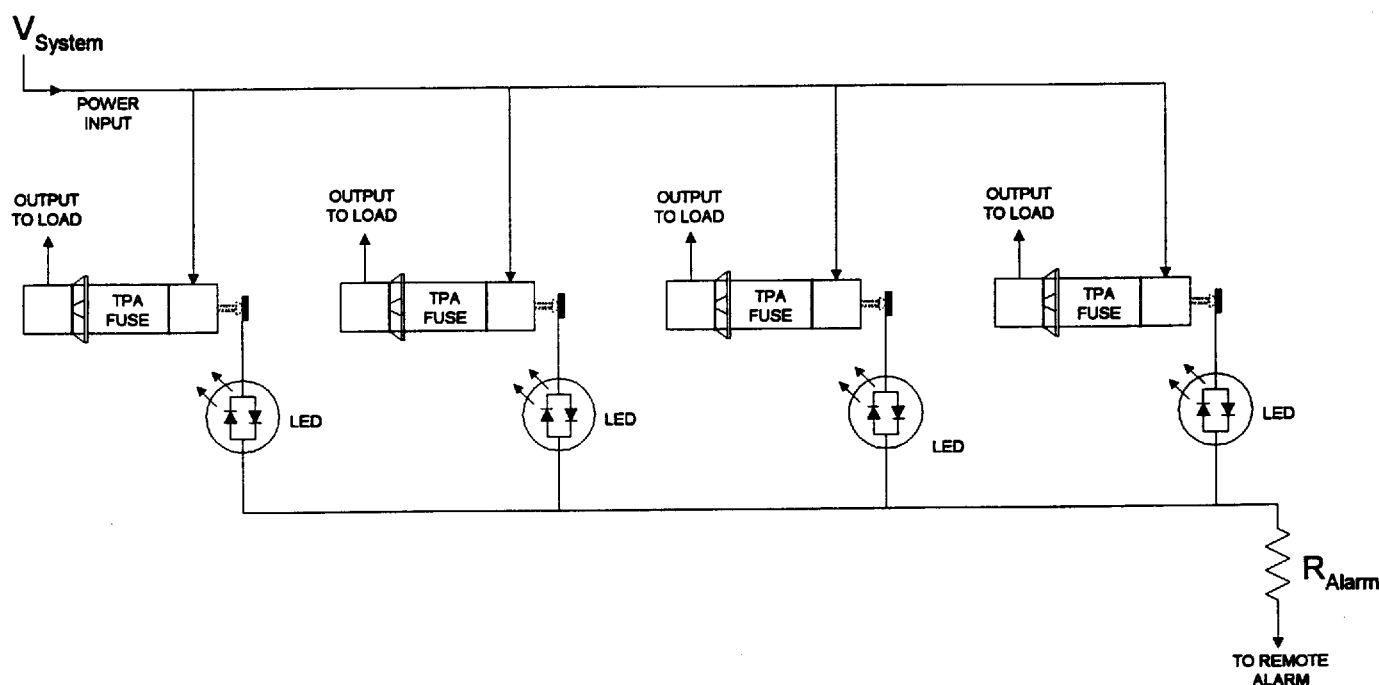 V System
POWER
INPUT
OUTPUT
TO LOAD
OUTPUT
TO LOAD
OUTPUT
TO LOAD
OUTPUT
TO LOAD
TPA
FUSE
TPA
FUSE
TPA
FUSE
TPA
FUSE
LED
LED
LED
LED
R Alarm
TO REMOTE
ALARM